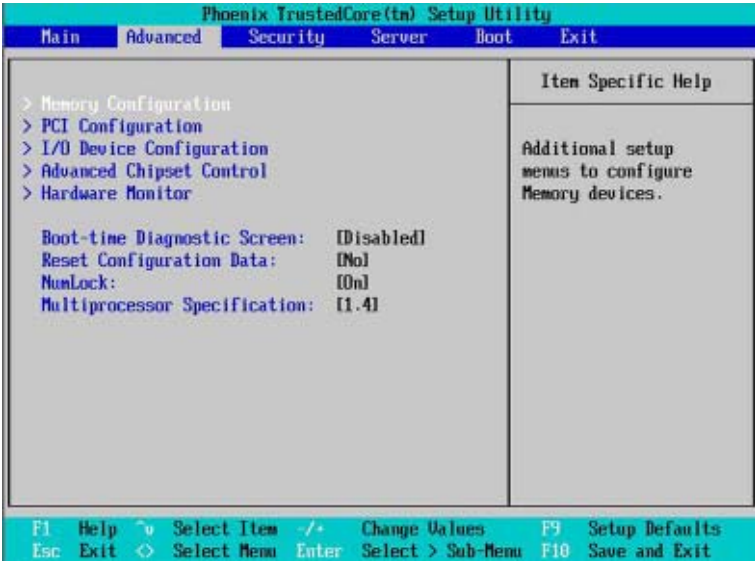 Phoenix TrustedCore(tm) Setup Utility
Main Advanced Security Server Boot Exit
> Memory Configuration
> PCI Configuration
> I/O Device Configuration
> Advanced Chipset Control
> Hardware Monitor
Boot-time Diagnostic Screen: [Disabled]
Reset Configuration Data: [No]
NumLock: [On]
Multiprocessor Specification: [1.4]
Item Specific Help
Additional setup
menus to configure
Memory devices.
F1 Help ^v Select Item -/+ Change Values F9 Setup Defaults
Esc Exit <> Select Menu Enter Select > Sub-Menu F10 Save and Exit